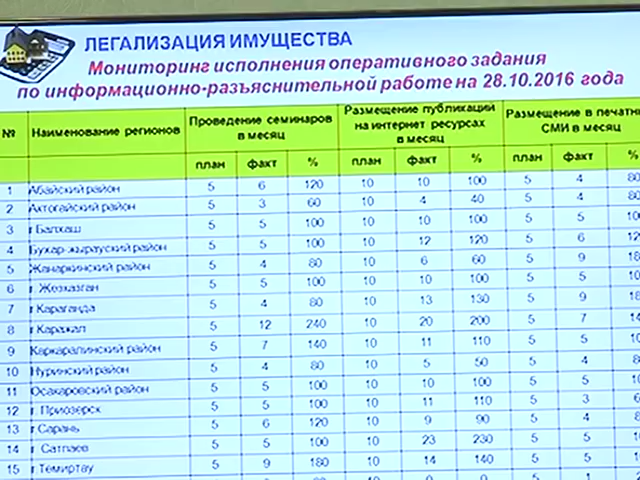 ЛЕГАЛИЗАЦИЯ ИМУЩЕСТВА
Мониторинг исполнения оперативного задания
по информационно-разъяснительной работе на 28.10.2016 года
№ Наименование регионов Проведение семинаров в месяц Размещение публикаций на интернет ресурсах в месяц Размещение в СМИ в месяц
план факт % план факт % план факт %
1 Абайский район 5 6 120 10 10 100 5 4
2 Актогайский район 5 3 60 10 4 40 5 4
3 г.Балхаш 5 5 100 10 10 100 5 5
4 Бухар-жырауский район 5 5 100 10 12 120 5 6
5 Жанаркинский район 5 4 80 10 6 60 5 9
6 г.Жезказган 5 5 100 10 10 100 5 5
7 г.Караганда 5 4 80 10 13 130 5 9
8 г.Каражал 5 12 240 10 20 200 5 7
9 Каркаралинский район 5 7 140 10 11 110 5 5
10 Нуринский район 5 4 80 10 5 50 5 4
11 Осакаровский район 5 5 100 10 10 100 5 5
12 г. Приозерск 5 5 100 10 11 110 5 3
13 г.Сарань 5 6 120 10 9 90 5 4
14 г. Сатпаев 5 5 100 10 23 230 5 5
15 г.Темиртау 5 9 180 10 14 140 5 5